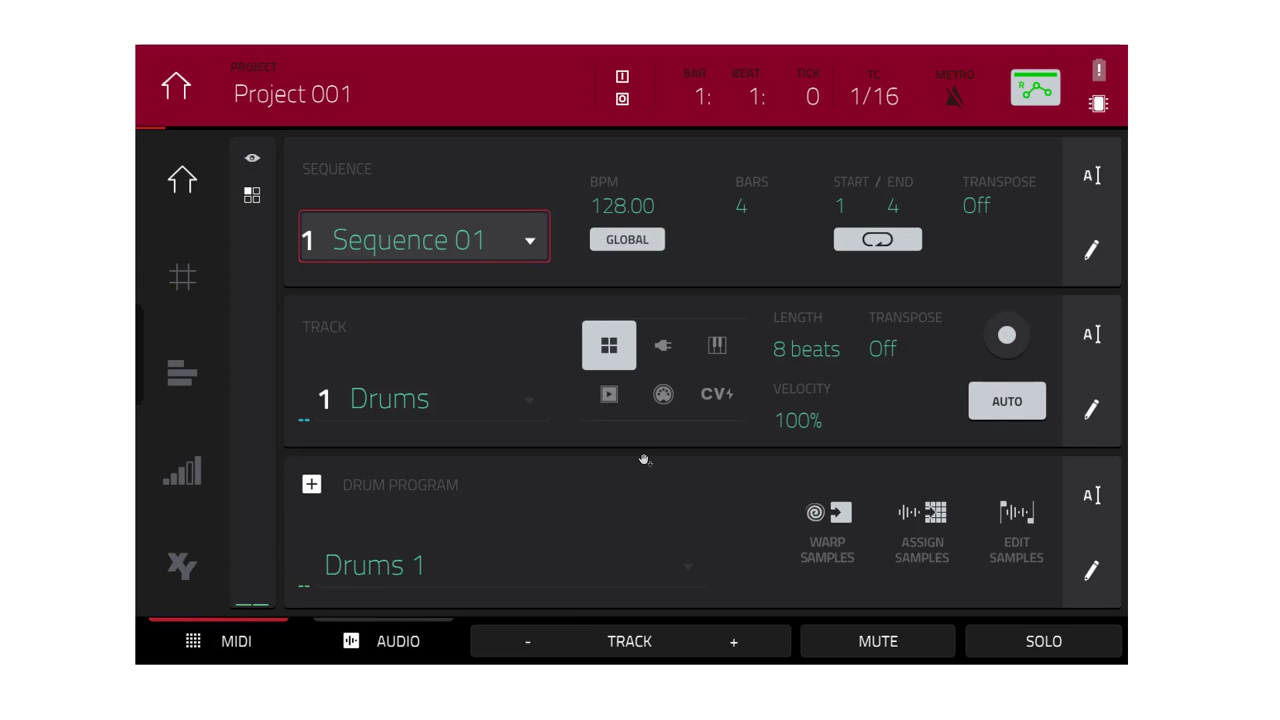 PROJECT
Project 001
BAR BEAT TICK TC METRO
1: 1: 0 1/16
R
SEQUENCE
1 Sequence 01
BPM BARS START / END TRANSPOSE
128.00 4 1 4 Off
GLOBAL
TRACK
1 Drums
CV
LENGTH TRANSPOSE
8 beats Off
VELOCITY
100%
AUTO
DRUM PROGRAM
Drums 1
WARP SAMPLES
ASSIGN SAMPLES
EDIT SAMPLES
A
A
A
XY
MIDI AUDIO - TRACK + MUTE SOLO